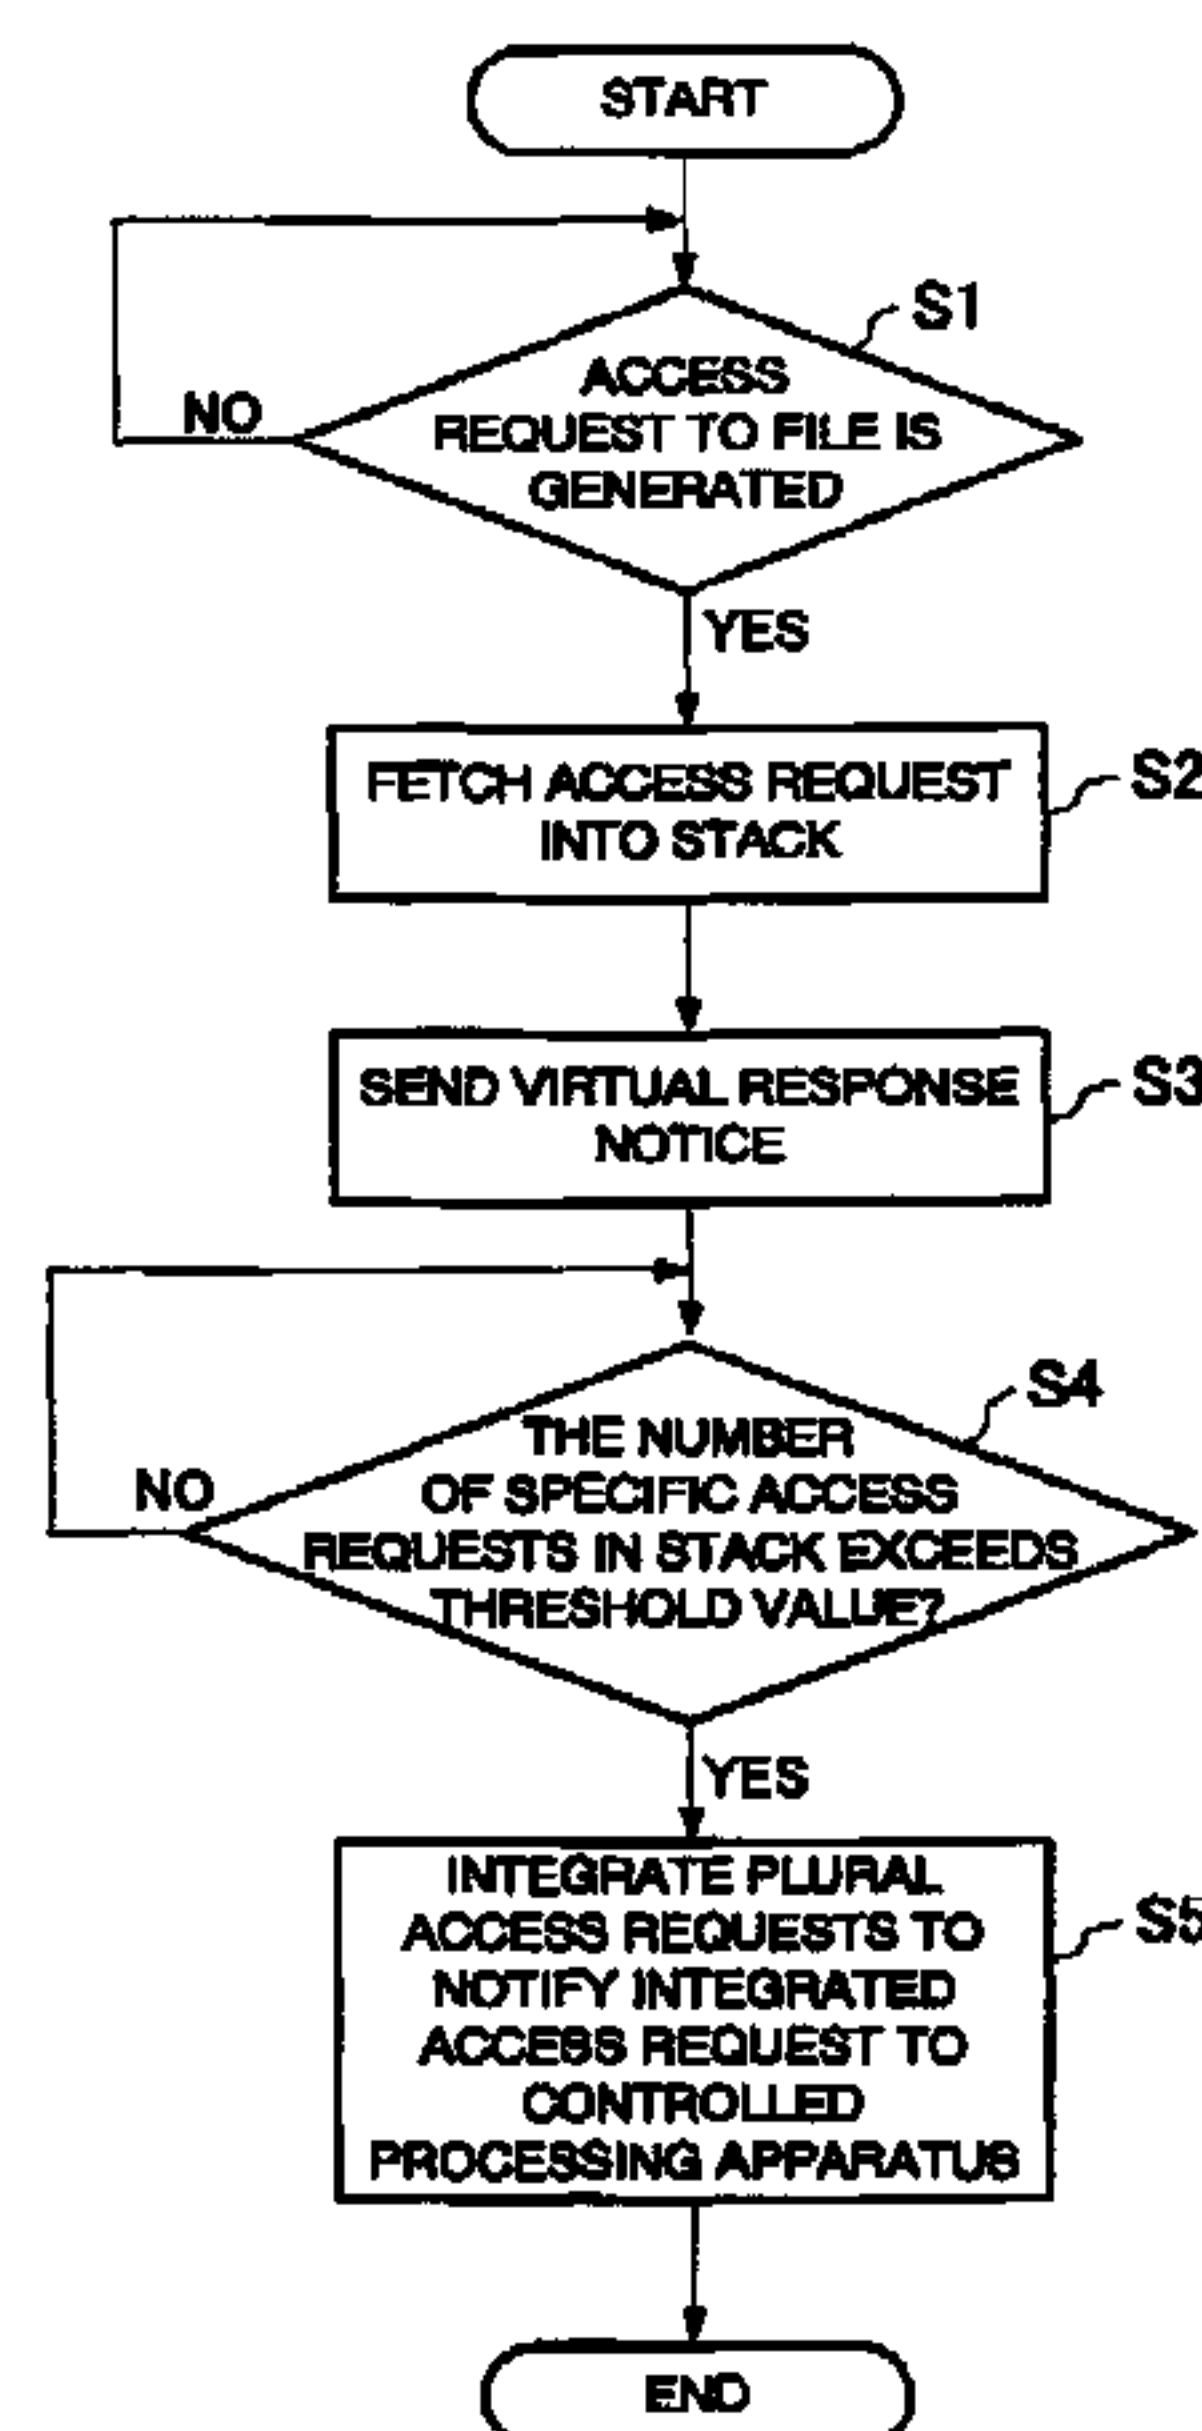 START
S1
ACCESS
REQUEST TO FILE IS
GENERATED
NO
YES
FETCH ACCESS REQUEST
INTO STACK
S2
SEND VIRTUAL RESPONSE
NOTICE
S3
S4
THE NUMBER
OF SPECIFIC ACCESS
REQUESTS IN STACK EXCEEDS
THRESHOLD VALUE?
NO
YES
INTEGRATE PLURAL
ACCESS REQUESTS TO
NOTIFY INTEGRATED
ACCESS REQUEST TO
CONTROLLED
PROCESSING APPARATUS
S5
END